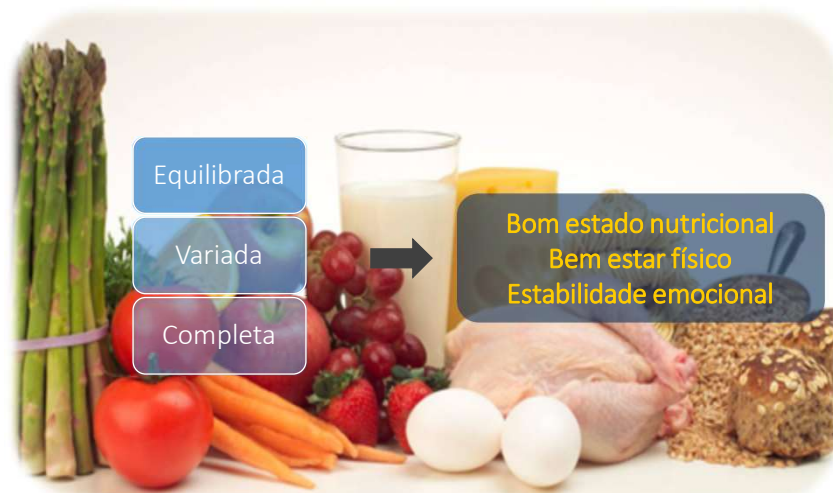 Equilibrada
Variada
Completa
Bom estado nutricional
Bem estar físico
Estabilidade emocional